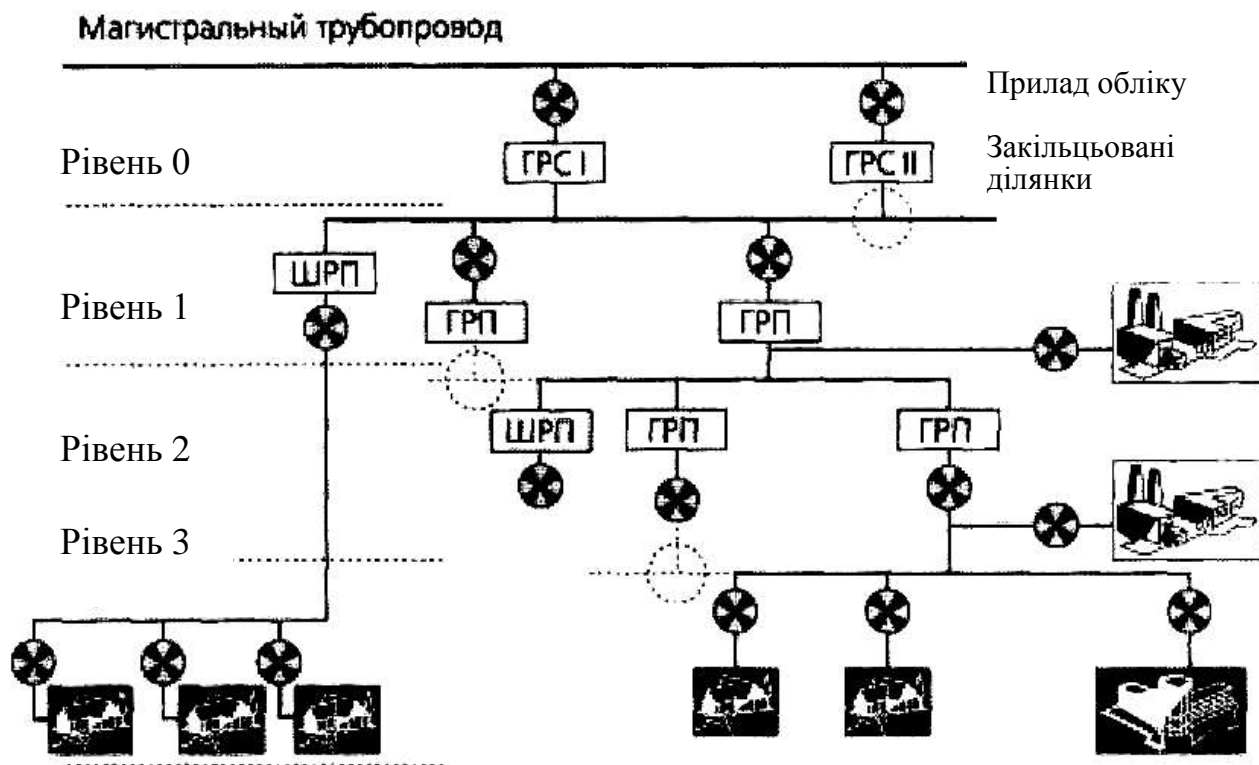 Магистральный трубопровод
Прилад обліку
Рівень 0
ГРС I
ГРС II
Закільцьовані
ділянки
ШРП
Рівень 1
ГРП
ГРП
Рівень 2
ШРП
ГРП
ГРП
Рівень 3